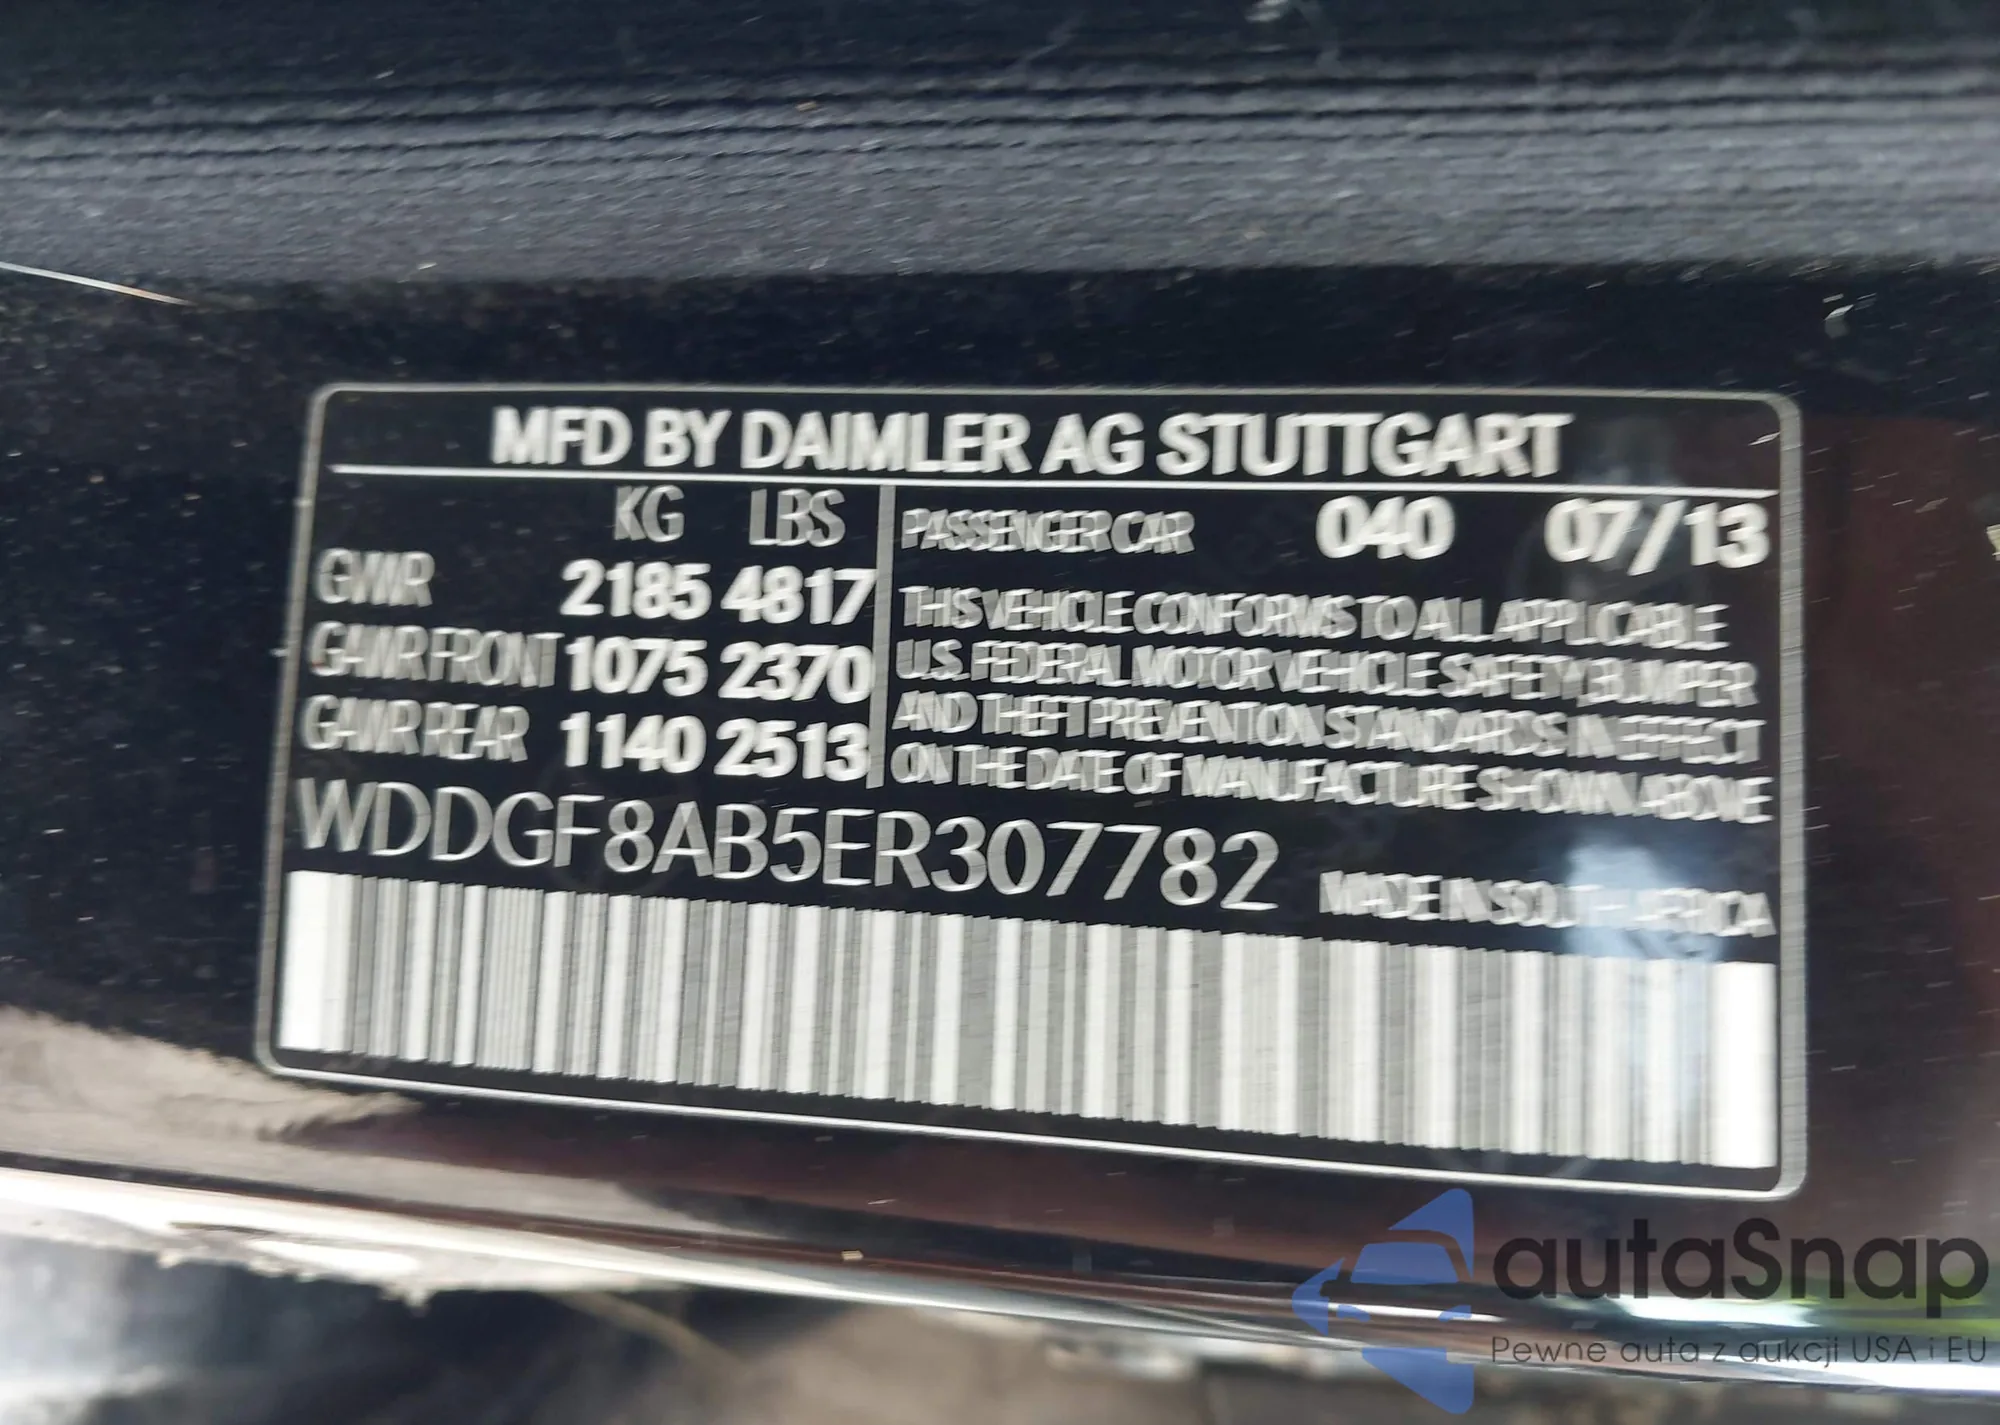 MFD BY DAIMLER AG STUTTGART
KG LBS
GVWR 2185 4817
GAWR FRONT 1075 2370
GAWR REAR 1140 2513
PASSENGER CAR 040 07/13
THIS VEHICLE CONFORMS TO ALL APPLICABLE
U.S. FEDERAL MOTOR VEHICLE SAFETY BUMPER
AND THEFT PREVENTION STANDARDS IN EFFECT
ON THE DATE OF MANUFACTURE SHOWN ABOVE
WDDGF8AB5ER307782
MADE IN SOUTH AFRICA
autaSnap
Pewne auta z aukcji USA i EU